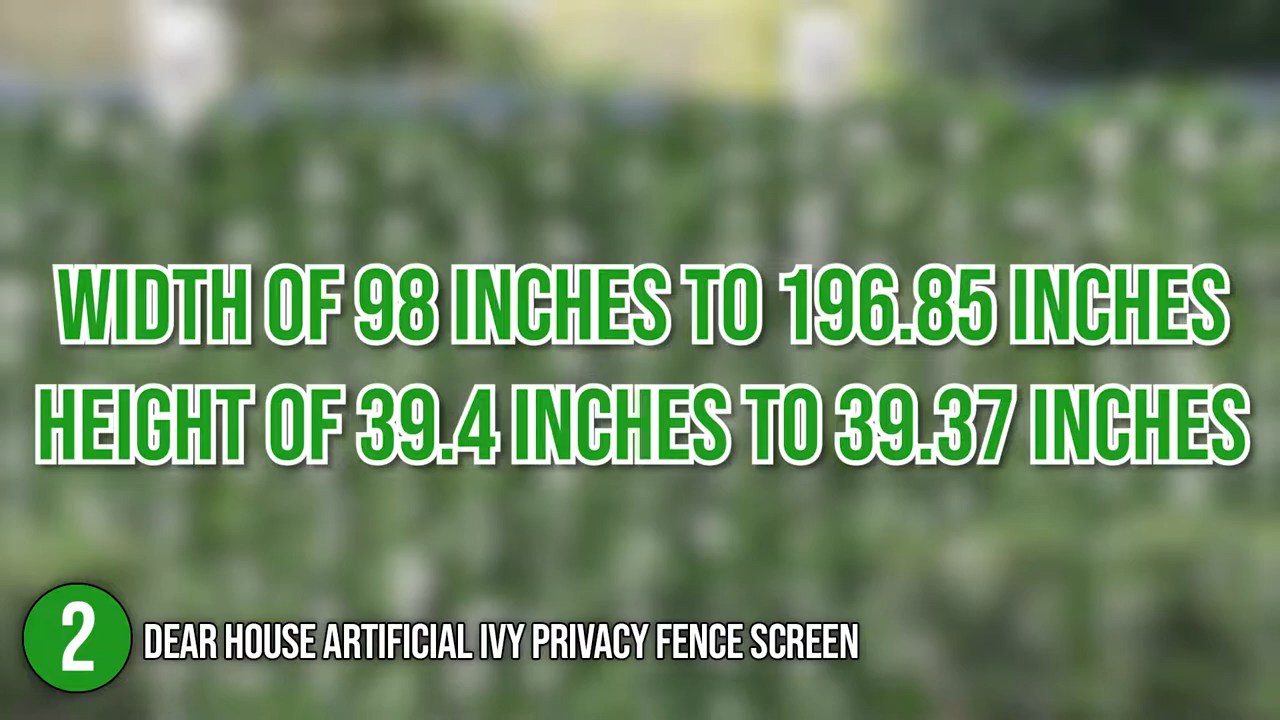 WIDTH OF 98 INCHES TO 196.85 INCHES
HEIGHT OF 39.4 INCHES TO 39.37 INCHES
2
DEAR HOUSE ARTIFICIAL IVY PRIVACY FENCE SCREEN